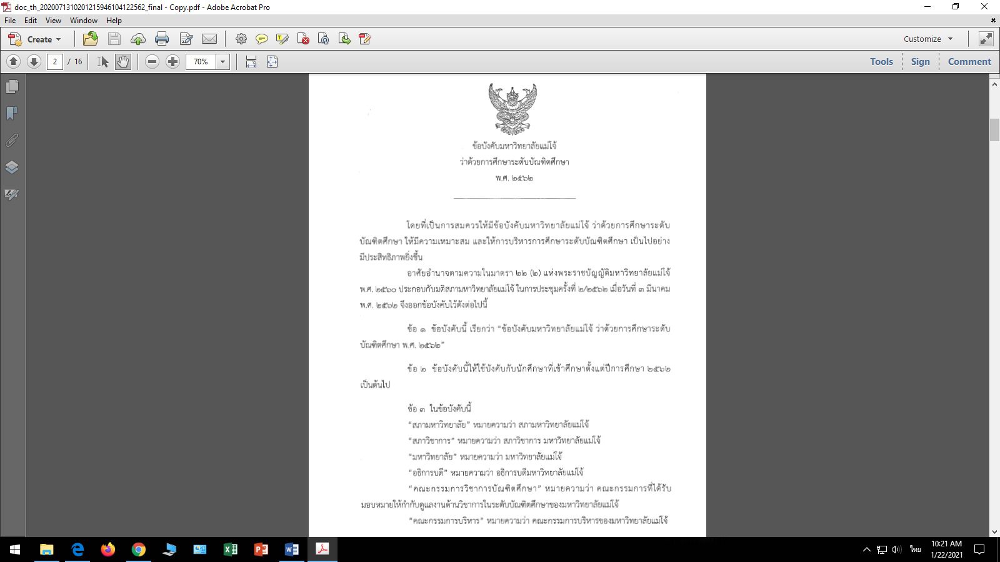 doc_th_20200713102012159461041​22562_final - Copy.pdf - Adobe Acrobat Pro
File Edit View Window Help
Create
Customize
2 / 16
70%
Tools Sign Comment
ข้อบังคับมหาวิทยาลัยแม่โจ้
ว่าด้วยการศึกษาระดับบัณฑิตศึกษา
พ.ศ. ๒๕๖๒
โดยที่เป็นการสมควรให้มีข้อบังคับมหาวิทยาลัยแม่โจ้ ว่าด้วยการศึกษาระดับ
บัณฑิตศึกษา ให้มีความเหมาะสม และให้การบริหารการศึกษาระดับบัณฑิตศึกษา เป็นไปอย่าง
มีประสิทธิภาพยิ่งขึ้น
อาศัยอำนาจตามความในมาตรา ๒๒ (๒) แห่งพระราชบัญญัติมหาวิทยาลัยแม่โจ้
พ.ศ. ๒๕๖๐ ประกอบกับมติสภามหาวิทยาลัยแม่โจ้ ในการประชุมครั้งที่ ๒/๒๕๖๒ เมื่อวันที่ ๓ มีนาคม
พ.ศ. ๒๕๖๒ จึงออกข้อบังคับไว้ดังต่อไปนี้
ข้อ ๑ ข้อบังคับนี้ เรียกว่า "ข้อบังคับมหาวิทยาลัยแม่โจ้ ว่าด้วยการศึกษาระดับ
บัณฑิตศึกษา พ.ศ. ๒๕๖๒"
ข้อ ๒ ข้อบังคับนี้ให้ใช้บังคับกับนักศึกษาที่เข้าศึกษาตั้งแต่ปีการศึกษา ๒๕๖๒
เป็นต้นไป
ข้อ ๓ ในข้อบังคับนี้
"สภามหาวิทยาลัย" หมายความว่า สภามหาวิทยาลัยแม่โจ้
"สภาวิชาการ" หมายความว่า สภาวิชาการ มหาวิทยาลัยแม่โจ้
"มหาวิทยาลัย" หมายความว่า มหาวิทยาลัยแม่โจ้
"อธิการบดี" หมายความว่า อธิการบดีมหาวิทยาลัยแม่โจ้
"คณะกรรมการวิชาการบัณฑิตศึกษา" หมายความว่า คณะกรรมการที่ได้รับ
มอบหมายให้กำกับดูแลงานด้านวิชาการในระดับบัณฑิตศึกษาของมหาวิทยาลัยแม่โจ้
"คณะกรรมการบริหาร" หมายความว่า คณะกรรมการบริหารของมหาวิทยาลัยแม่โจ้
ไทย
10:21 AM
1/22/2021